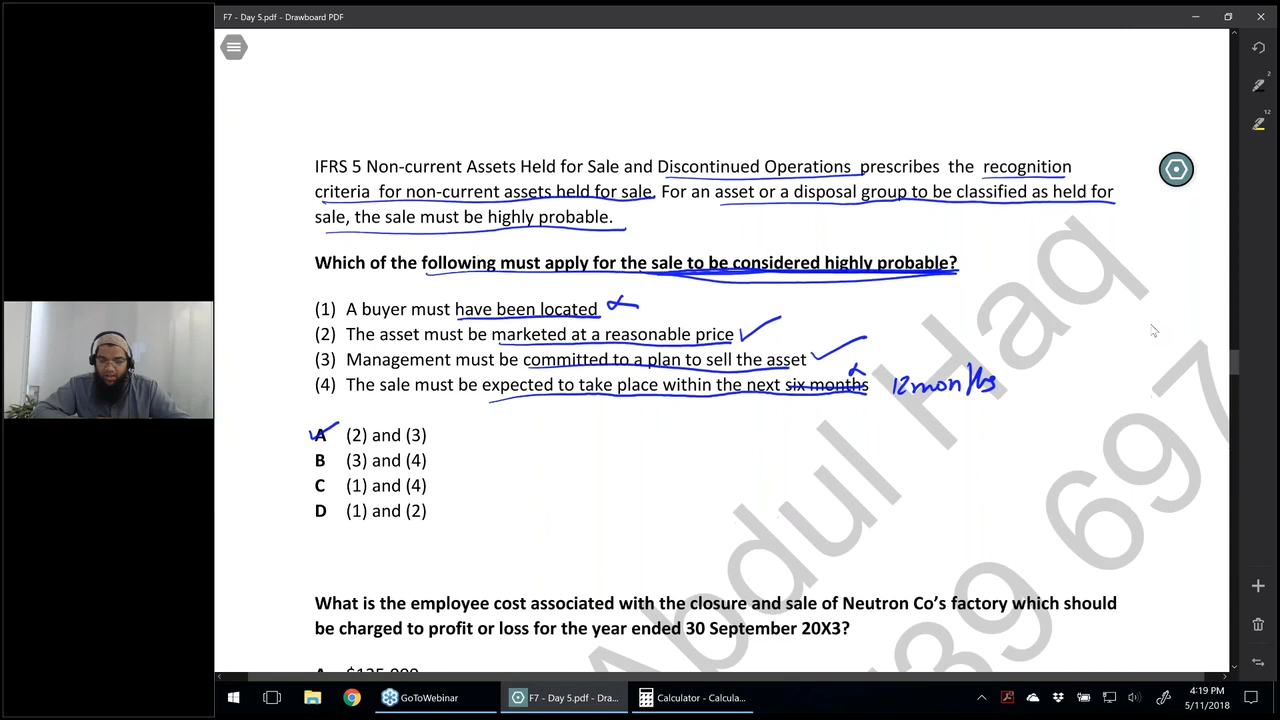 F7 - Day 5.pdf - Drawboard PDF
2
12
IFRS 5 Non-current Assets Held for Sale and Discontinued Operations prescribes the recognition
criteria for non-current assets held for sale. For an asset or a disposal group to be classified as held for
sale, the sale must be highly probable.
Which of the following must apply for the sale to be considered highly probable?
(1) A buyer must have been located
(2) The asset must be marketed at a reasonable price
(3) Management must be committed to a plan to sell the asset
(4) The sale must be expected to take place within the next six months 12 months
A (2) and (3)
B (3) and (4)
C (1) and (4)
D (1) and (2)
What is the employee cost associated with the closure and sale of Neutron Co's factory which should
be charged to profit or loss for the year ended 30 September 20X3?
A $125,000
Abdul Haq
39 697
GoToWebinar
F7 - Day 5.pdf - Dra...
Calculator - Calcula...
4:19 PM
5/11/2018